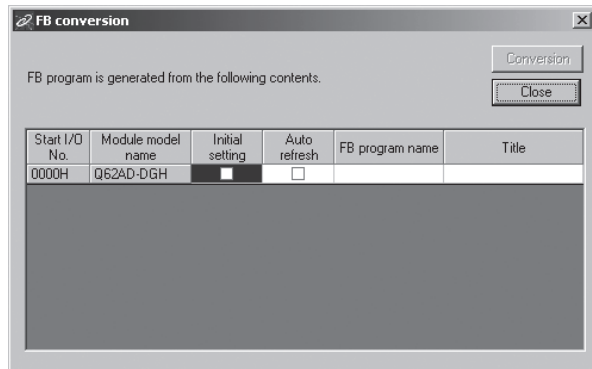 FB conversion
Conversion
FB program is generated from the following contents.
Close
Start I/O No. Module model name Initial setting Auto refresh FB program name Title
0000H Q62AD-DGH